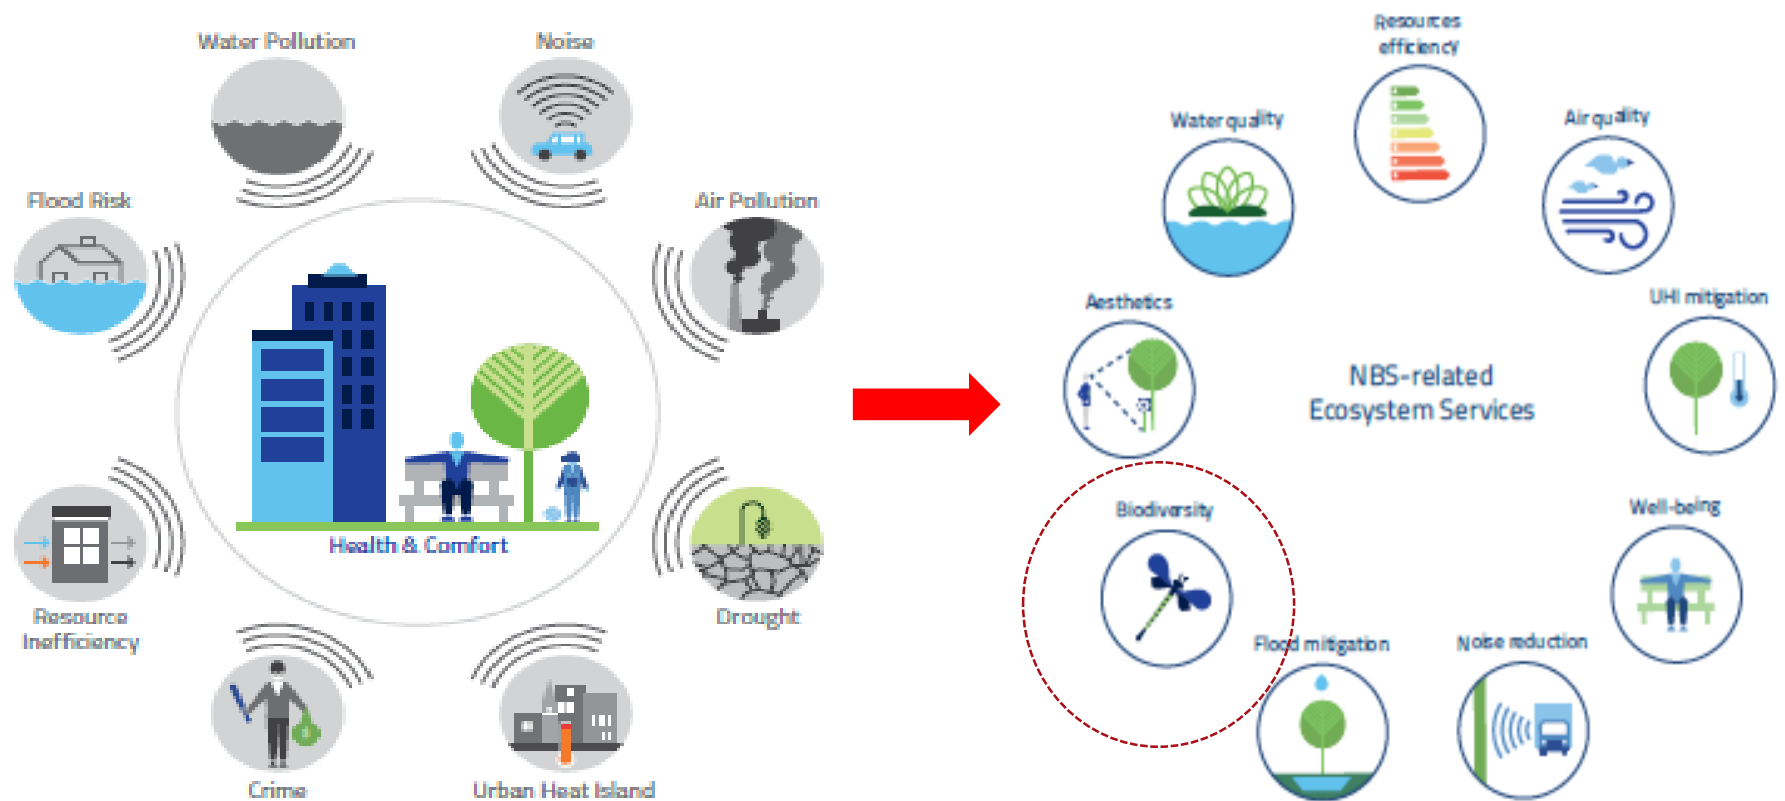 Water Pollution
Noise
Flood Risk
Air Pollution
Health & Comfort
Resource
Inefficiency
Drought
Crime
Urban Heat Island
Resources
efficiency
Water quality
Air quality
Aesthetics
UHI mitigation
NBS-related
Ecosystem Services
Biodiversity
Well-being
Flood mitigation
Noise reduction